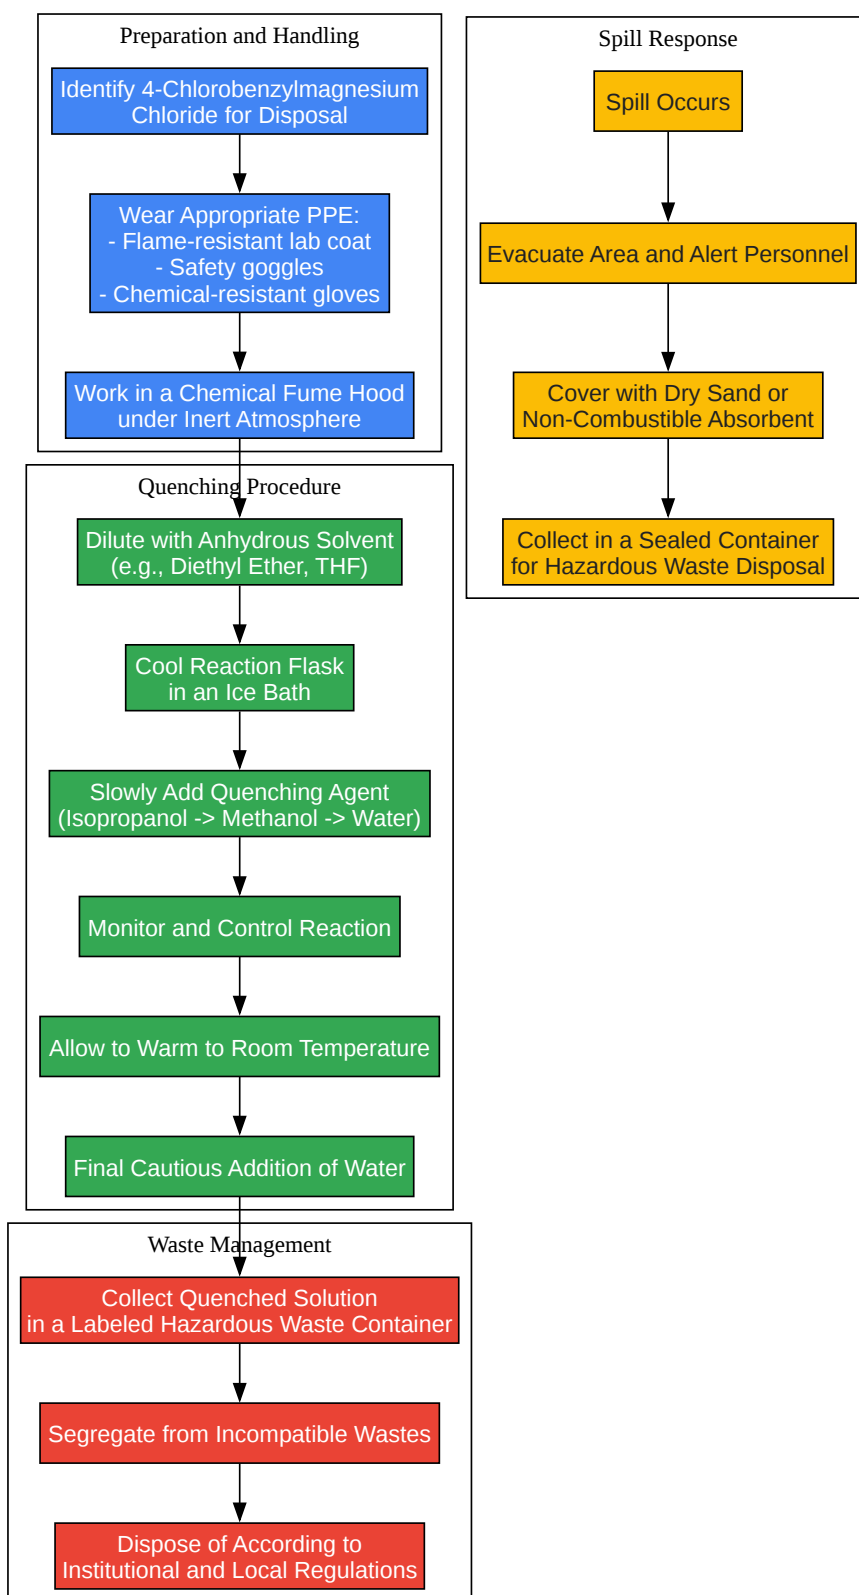 Preparation and Handling
Identify 4-Chlorobenzylmagnesium
Chloride for Disposal
Wear Appropriate PPE:
- Flame-resistant lab coat
- Safety goggles
- Chemical-resistant gloves
Work in a Chemical Fume Hood
under Inert Atmosphere
Quenching Procedure
Dilute with Anhydrous Solvent
(e.g., Diethyl Ether, THF)
Cool Reaction Flask
in an Ice Bath
Slowly Add Quenching Agent
(Isopropanol -> Methanol -> Water)
Monitor and Control Reaction
Allow to Warm to Room Temperature
Final Cautious Addition of Water
Waste Management
Collect Quenched Solution
in a Labeled Hazardous Waste Container
Segregate from Incompatible Wastes
Dispose of According to
Institutional and Local Regulations
Spill Response
Spill Occurs
Evacuate Area and Alert Personnel
Cover with Dry Sand or
Non-Combustible Absorbent
Collect in a Sealed Container
for Hazardous Waste Disposal